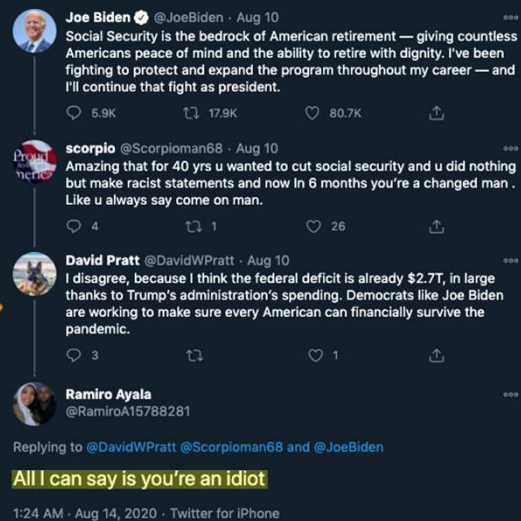 Joe Biden @JoeBiden · Aug 10
Social Security is the bedrock of American retirement — giving countless
Americans peace of mind and the ability to retire with dignity. I've been
fighting to protect and expand the program throughout my career — and
I'll continue that fight as president.
5.9K 17.9K 80.7K
scorpio @Scorpioman68 · Aug 10
Amazing that for 40 yrs u wanted to cut social security and u did nothing
but make racist statements and now In 6 months you're a changed man .
Like u always say come on man.
4 1 26
David Pratt @DavidWPratt · Aug 10
I disagree, because I think the federal deficit is already $2.7T, in large
thanks to Trump's administration's spending. Democrats like Joe Biden
are working to make sure every American can financially survive the
pandemic.
3 1
Ramiro Ayala
@RamiroA15788281
Replying to @DavidWPratt @Scorpioman68 and @JoeBiden
All I can say is you're an idiot
1:24 AM · Aug 14, 2020 · Twitter for iPhone